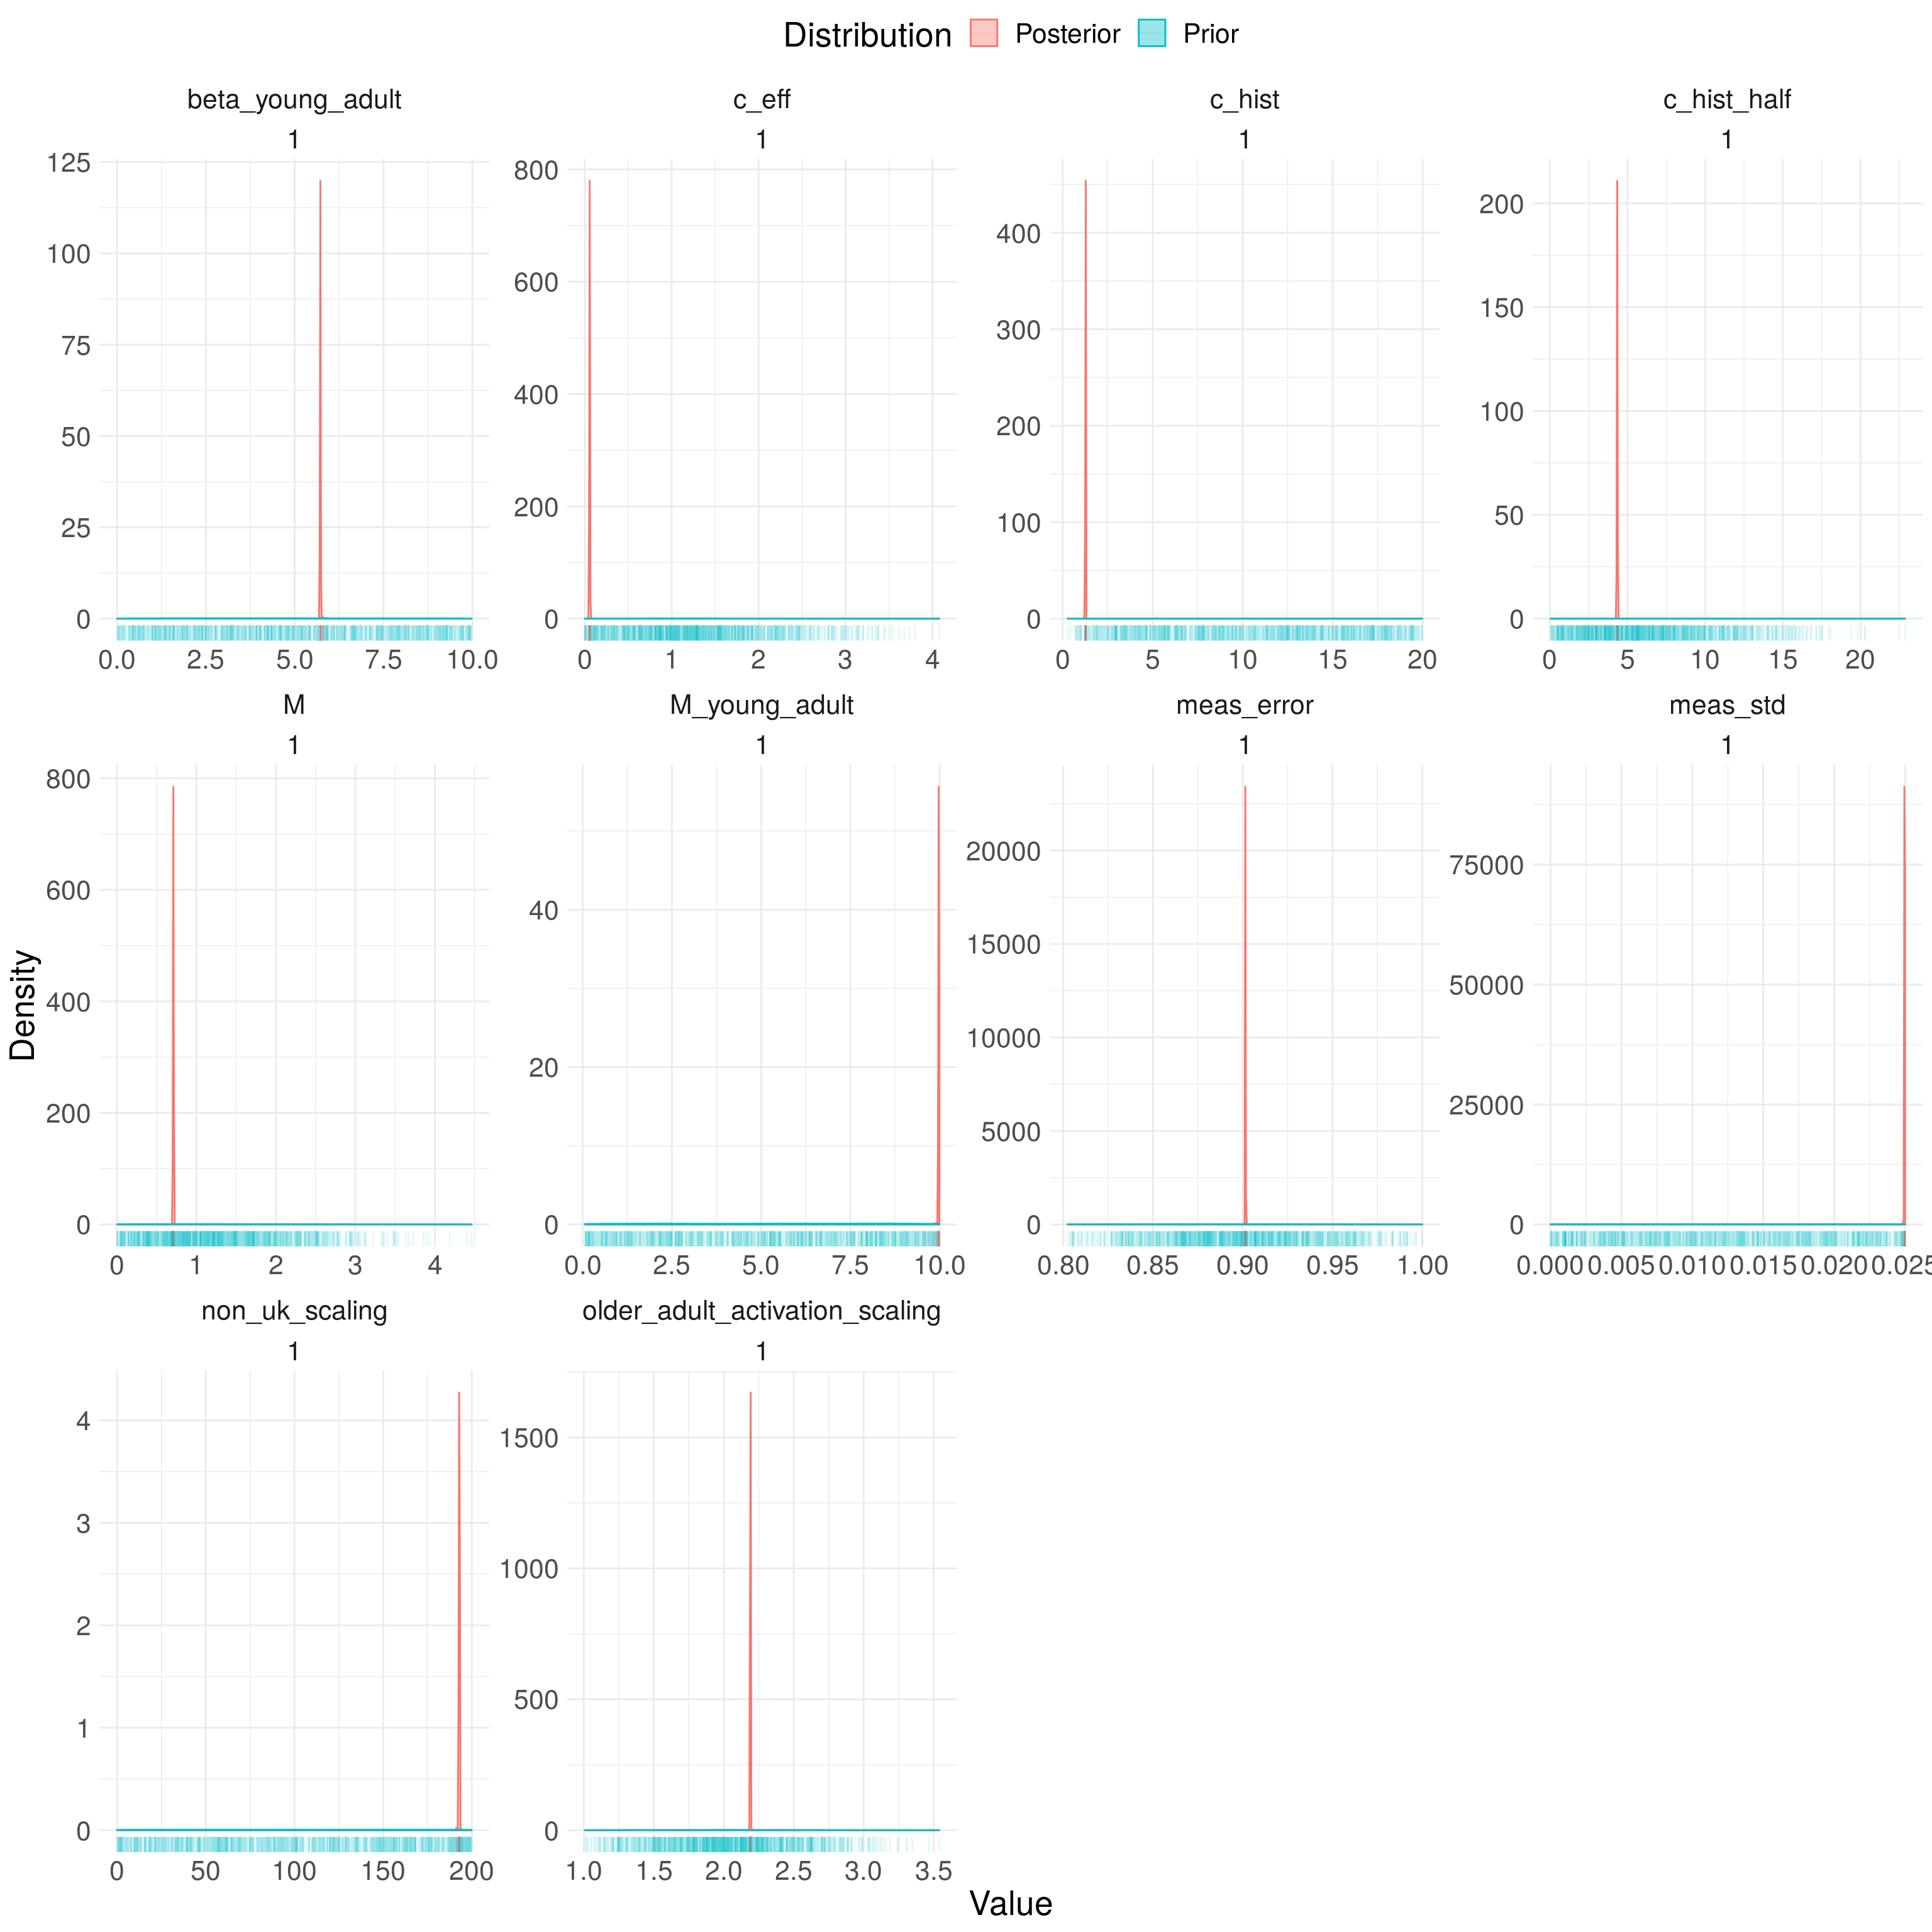 Distribution Posterior Prior
beta_young_adult c_eff c_hist c_hist_half
1 1 1 1
125
100
75
50
25
0
0.0 2.5 5.0 7.5 10.0
800
600
400
200
0
0 1 2 3 4
400
300
200
100
0
0 5 10 15 20
200
150
100
50
0
0 5 10 15 20
M M_young_adult meas_error meas_std
1 1 1 1
800
600
400
200
0
0 1 2 3 4
40
20
0
0.0 2.5 5.0 7.5 10.0
20000
15000
10000
5000
0
0.80 0.85 0.90 0.95 1.00
75000
50000
25000
0
0.000 0.005 0.010 0.015 0.020 0.025
non_uk_scaling older_adult_activation_scaling
1 1
4
3
2
1
0
0 50 100 150 200
1500
1000
500
0
1.0 1.5 2.0 2.5 3.0 3.5
Density
Value